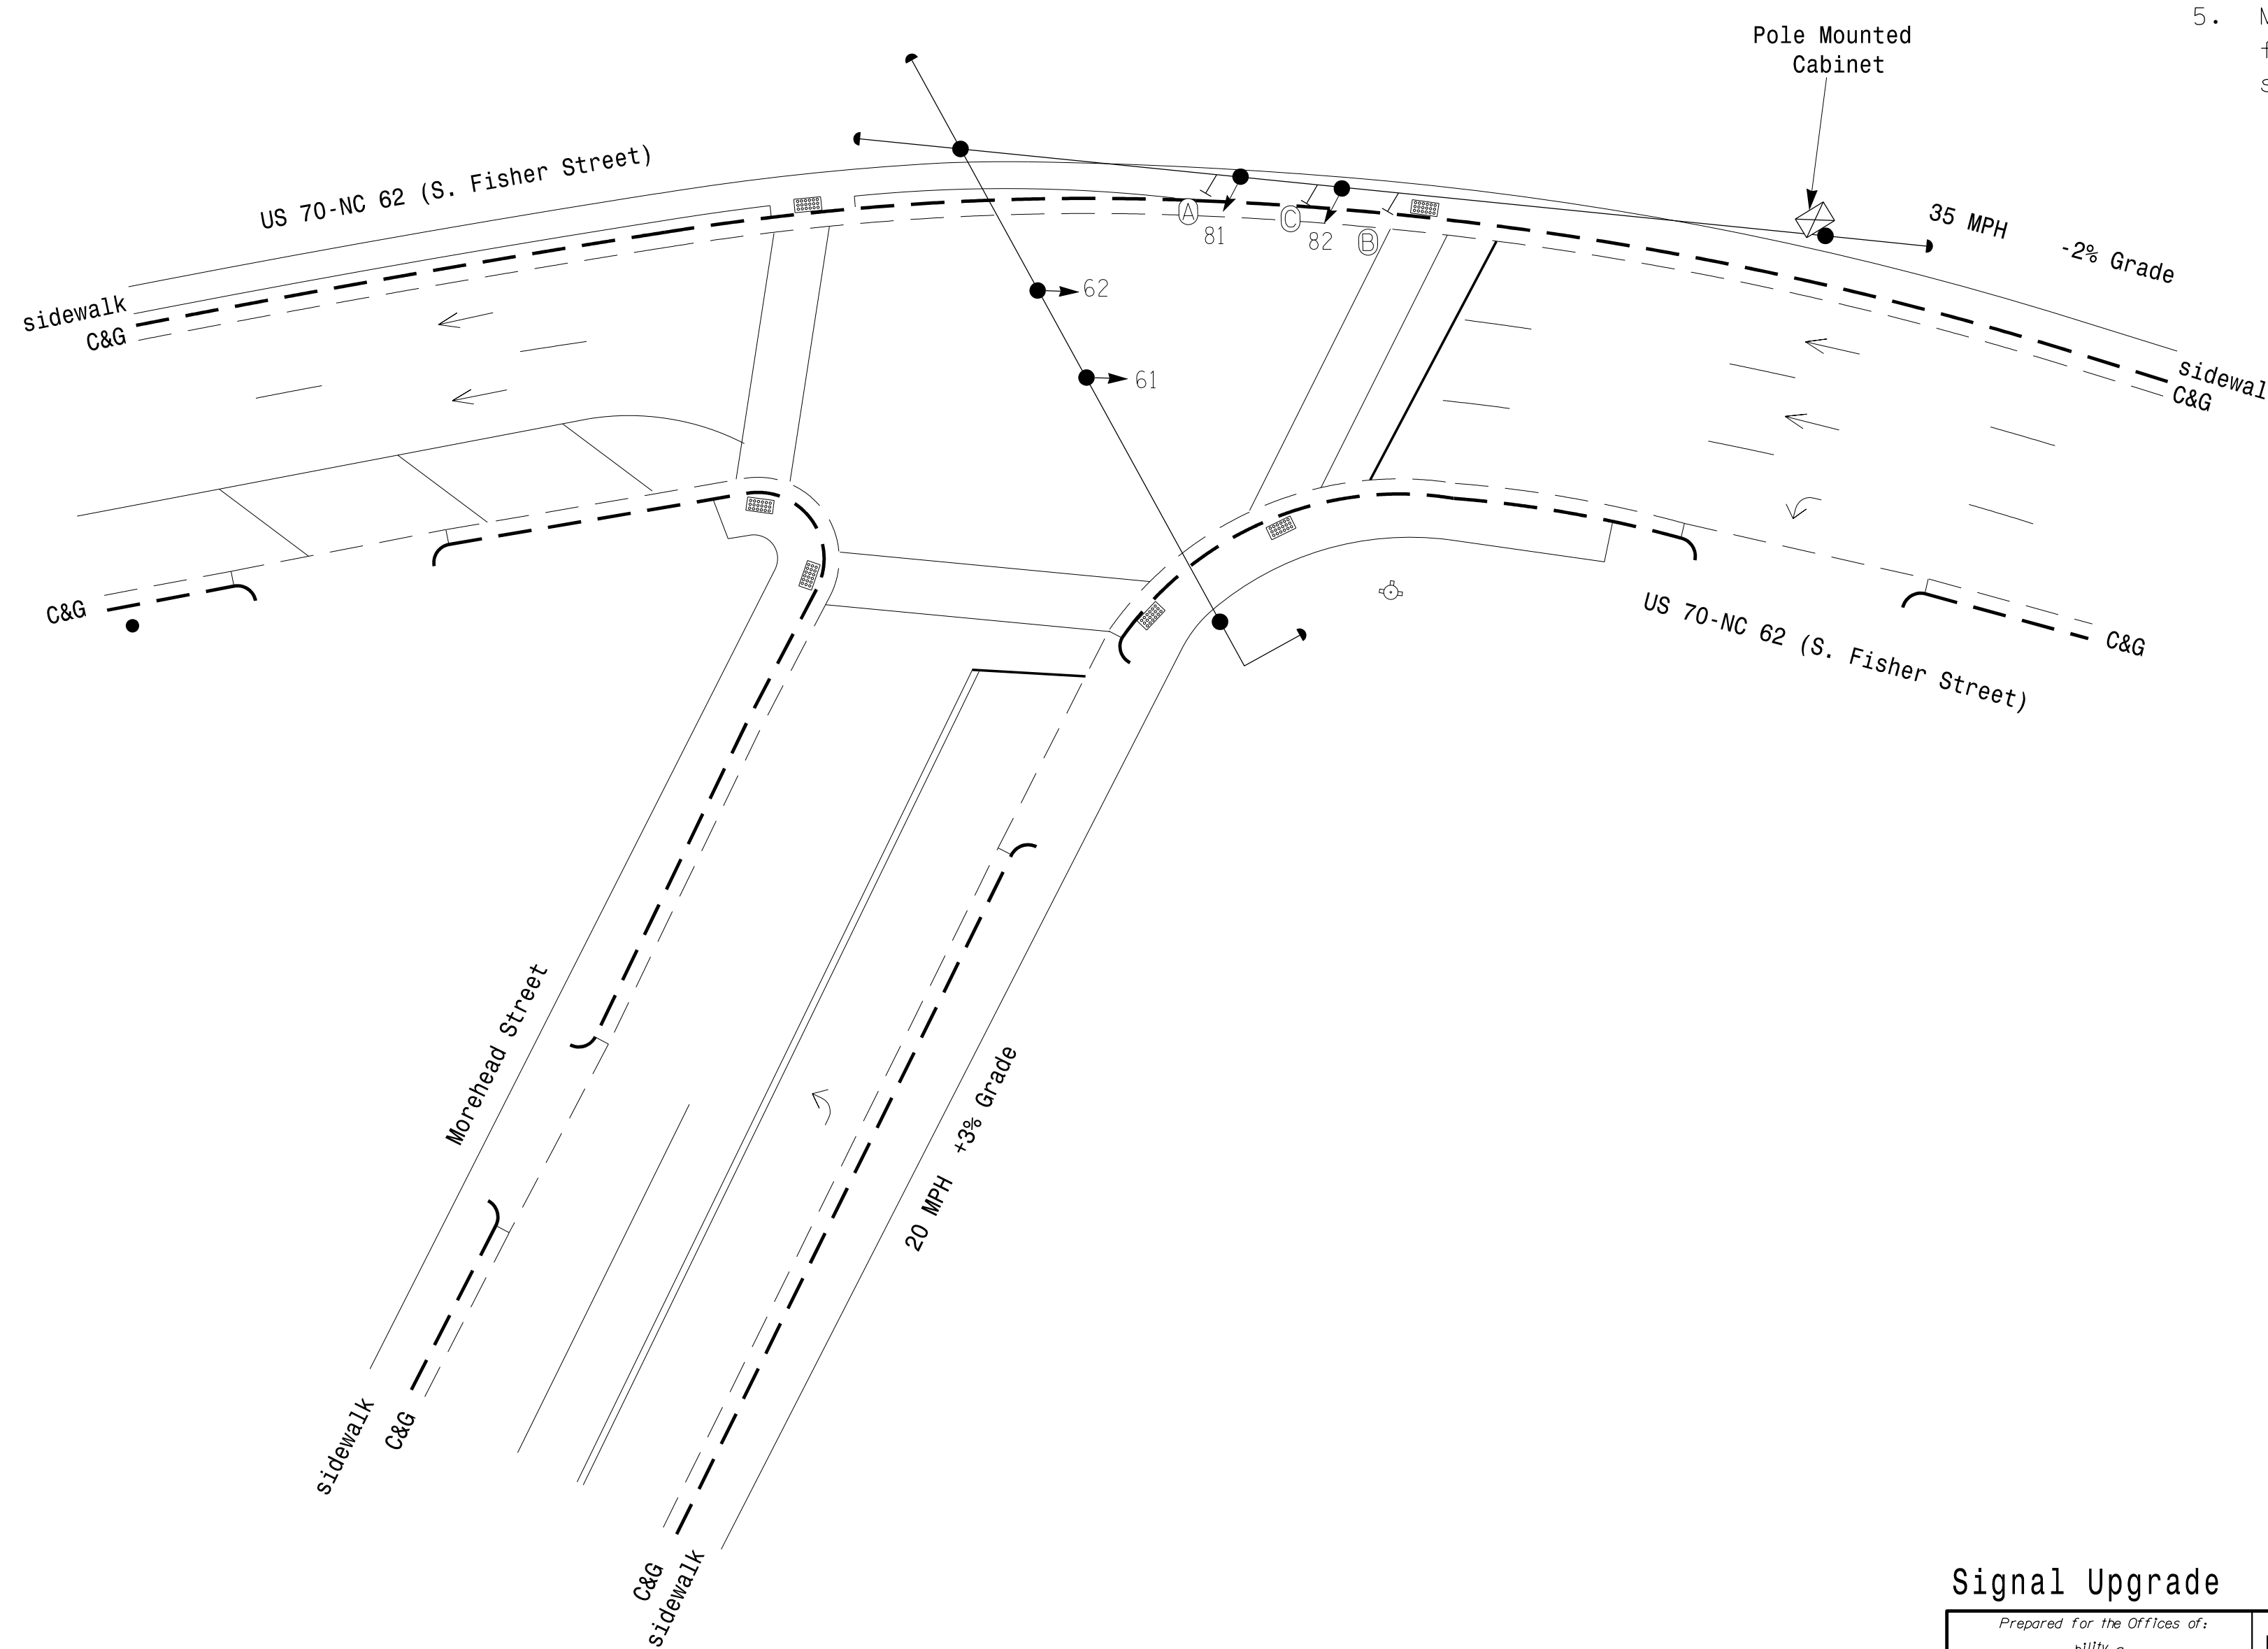 5.
Pole Mounted
Cabinet
US 70-NC 62 (S. Fisher Street)
35 MPH -2% Grade
A
81
C
82
B
62
61
sidewalk
C&G
sidewal
C&G
C&G
US 70-NC 62 (S. Fisher Street)
C&G
Morehead Street
20 MPH +3% Grade
sidewalk
C&G
C&G
sidewalk
Signal Upgrade
Prepared for the Offices of: